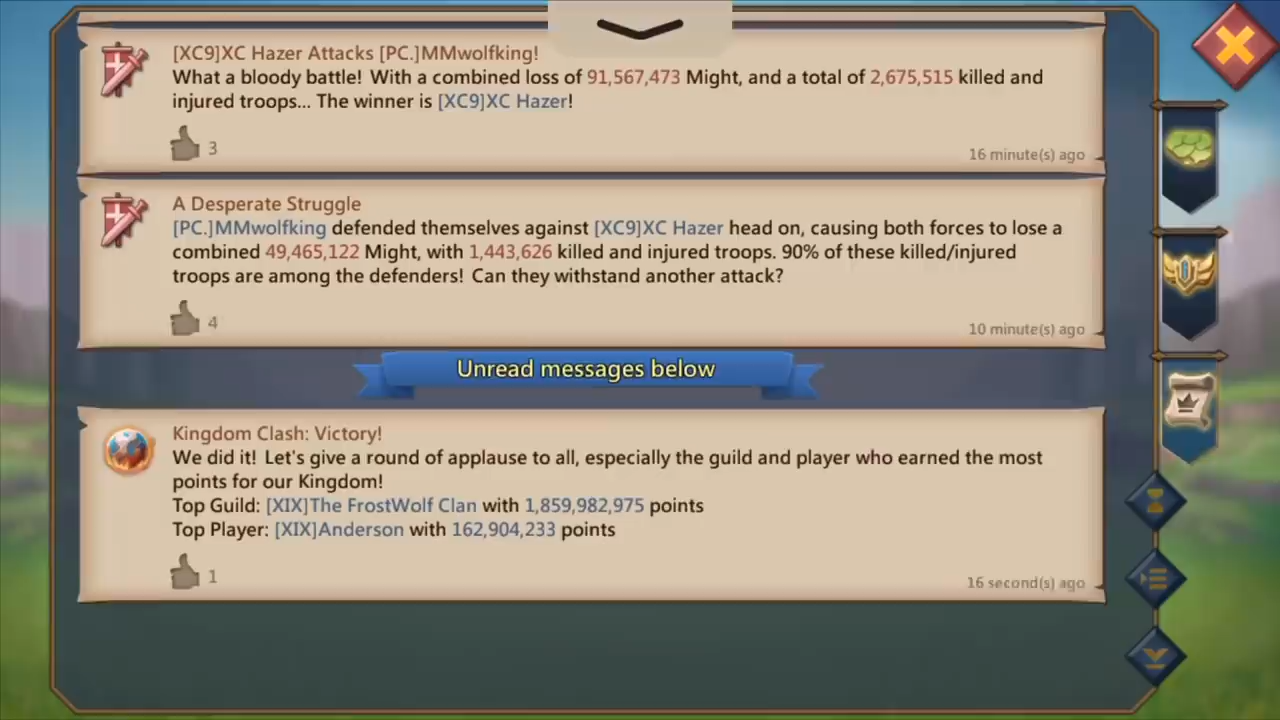 [XC9]XC Hazer Attacks [PC.]MMwolfking!
What a bloody battle! With a combined loss of 91,567,473 Might, and a total of 2,675,515 killed and
injured troops... The winner is [XC9]XC Hazer!
3
16 minute(s) ago
A Desperate Struggle
[PC.]MMwolfking defended themselves against [XC9]XC Hazer head on, causing both forces to lose a
combined 49,465,122 Might, with 1,443,626 killed and injured troops. 90% of these killed/injured
troops are among the defenders! Can they withstand another attack?
4
10 minute(s) ago
Unread messages below
Kingdom Clash: Victory!
We did it! Let's give a round of applause to all, especially the guild and player who earned the most
points for our Kingdom!
Top Guild: [XIX]The FrostWolf Clan with 1,859,982,975 points
Top Player: [XIX]Anderson with 162,904,233 points
1
16 second(s) ago